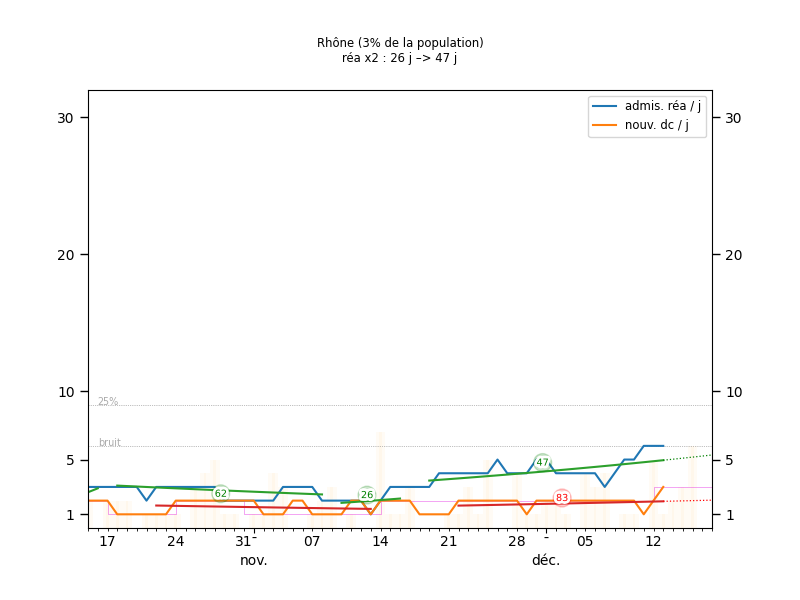 Rhône (3% de la population)
réa x2 : 26 j –> 47 j
admis. réa / j
nouv. dc / j
30 30
20 20
10 10
25%
bruit
5 5
1 1
62 26 47 83
17 24 31 07 14 21 28 05 12
nov. déc.